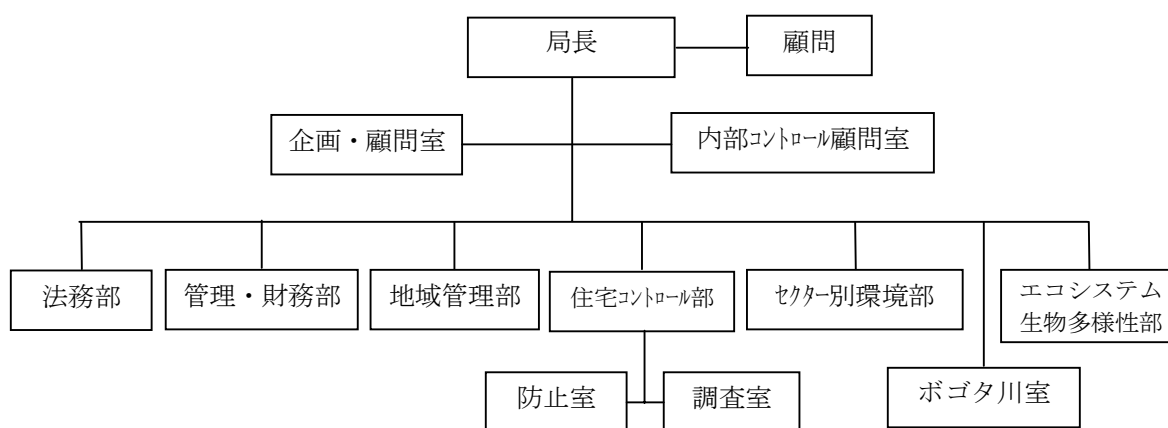 局長
顧問
企画・顧問室
内部ｺﾝﾄﾛｰﾙ顧問室
法務部
管理・財務部
地域管理部
住宅ｺﾝﾄﾛｰﾙ部
ｾｸﾀｰ別環境部
エコシステム
生物多様性部
防止室
調査室
ボゴタ川室